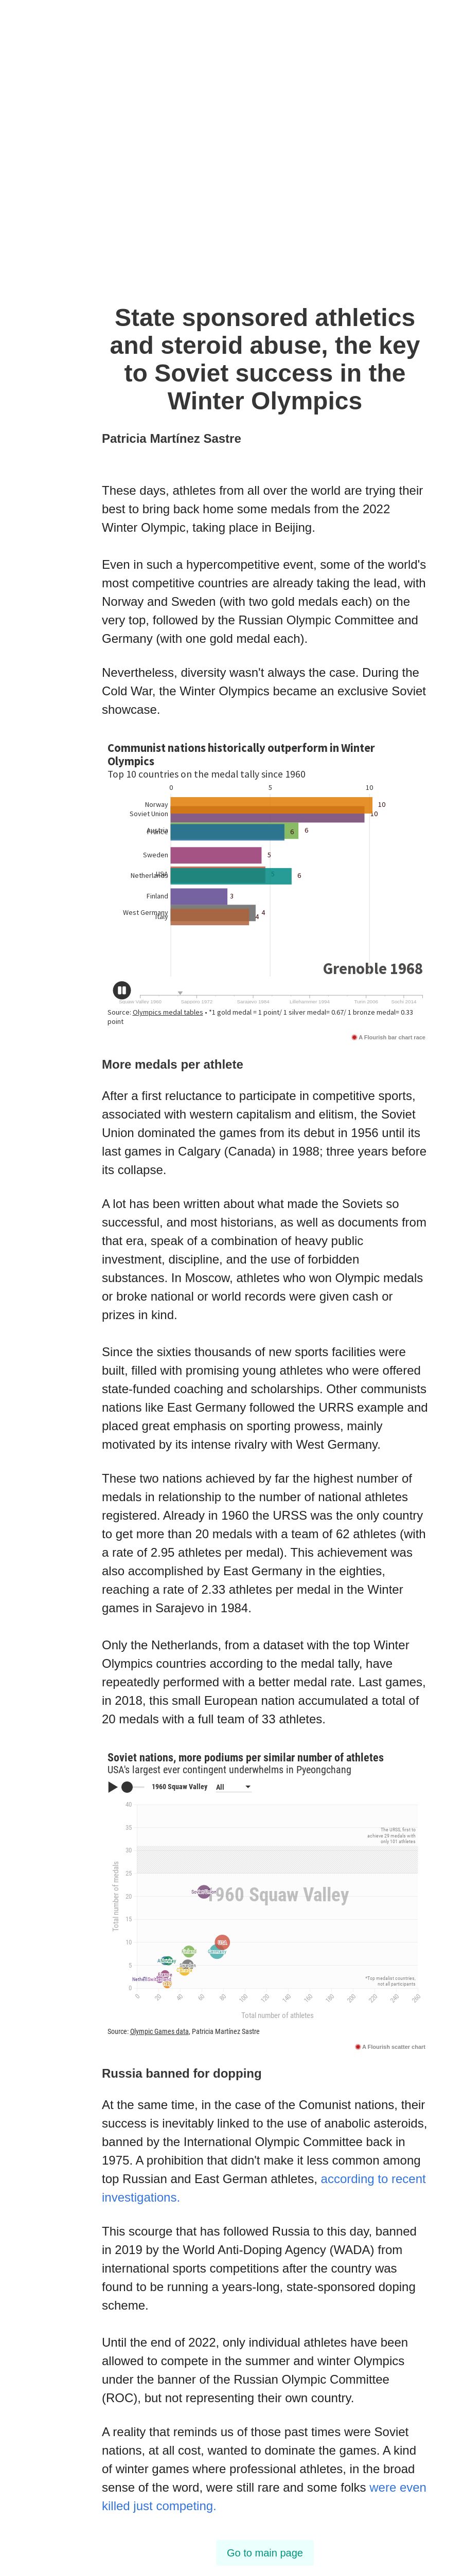 State sponsored athletics
and steroid abuse, the key
to Soviet success in the
Winter Olympics
Patricia Martínez Sastre
These days, athletes from all over the world are trying their
best to bring back home some medals from the 2022
Winter Olympic, taking place in Beijing.
Even in such a hypercompetitive event, some of the world's
most competitive countries are already taking the lead, with
Norway and Sweden (with two gold medals each) on the
very top, followed by the Russian Olympic Committee and
Germany (with one gold medal each).
Nevertheless, diversity wasn't always the case. During the
Cold War, the Winter Olympics became an exclusive Soviet
showcase.
Communist nations historically outperform in Winter
Olympics
Top 10 countries on the medal tally since 1960
0 5 10
Norway 10
Soviet Union 10
Austria 6
France 6
Sweden 5
USA 5
Netherlands 6
Finland 3
West Germany 4
Italy 4
Grenoble 1968
Squaw Valley 1960 Sapporo 1972 Sarajevo 1984 Lillehammer 1994 Turin 2006 Sochi 2014
Source: Olympics medal tables • *1 gold medal = 1 point/ 1 silver medal= 0.67/ 1 bronze medal= 0.33
point
A Flourish bar chart race
More medals per athlete
After a first reluctance to participate in competitive sports,
associated with western capitalism and elitism, the Soviet
Union dominated the games from its debut in 1956 until its
last games in Calgary (Canada) in 1988; three years before
its collapse.
A lot has been written about what made the Soviets so
successful, and most historians, as well as documents from
that era, speak of a combination of heavy public
investment, discipline, and the use of forbidden
substances. In Moscow, athletes who won Olympic medals
or broke national or world records were given cash or
prizes in kind.
Since the sixties thousands of new sports facilities were
built, filled with promising young athletes who were offered
state-funded coaching and scholarships. Other communists
nations like East Germany followed the URRS example and
placed great emphasis on sporting prowess, mainly
motivated by its intense rivalry with West Germany.
These two nations achieved by far the highest number of
medals in relationship to the number of national athletes
registered. Already in 1960 the URSS was the only country
to get more than 20 medals with a team of 62 athletes (with
a rate of 2.95 athletes per medal). This achievement was
also accomplished by East Germany in the eighties,
reaching a rate of 2.33 athletes per medal in the Winter
games in Sarajevo in 1984.
Only the Netherlands, from a dataset with the top Winter
Olympics countries according to the medal tally, have
repeatedly performed with a better medal rate. Last games,
in 2018, this small European nation accumulated a total of
20 medals with a full team of 33 athletes.
Soviet nations, more podiums per similar number of athletes
USA's largest ever contingent underwhelms in Pyeongchang
1960 Squaw Valley All
40
35
The URSS, first to
achieve 29 medals with
only 101 athletes
30
25
20
1960 Squaw Valley
15
10
5
0
Total number of medals
*Top medalist countries,
not all participants
0 20 40 60 80 100 120 140 160 180 200 220 240 260
Total number of athletes
Source: Olympic Games data, Patricia Martínez Sastre
A Flourish scatter chart
Russia banned for dopping
At the same time, in the case of the Comunist nations, their
success is inevitably linked to the use of anabolic asteroids,
banned by the International Olympic Committee back in
1975. A prohibition that didn't make it less common among
top Russian and East German athletes, according to recent
investigations.
This scourge that has followed Russia to this day, banned
in 2019 by the World Anti-Doping Agency (WADA) from
international sports competitions after the country was
found to be running a years-long, state-sponsored doping
scheme.
Until the end of 2022, only individual athletes have been
allowed to compete in the summer and winter Olympics
under the banner of the Russian Olympic Committee
(ROC), but not representing their own country.
A reality that reminds us of those past times were Soviet
nations, at all cost, wanted to dominate the games. A kind
of winter games where professional athletes, in the broad
sense of the word, were still rare and some folks were even
killed just competing.
Go to main page